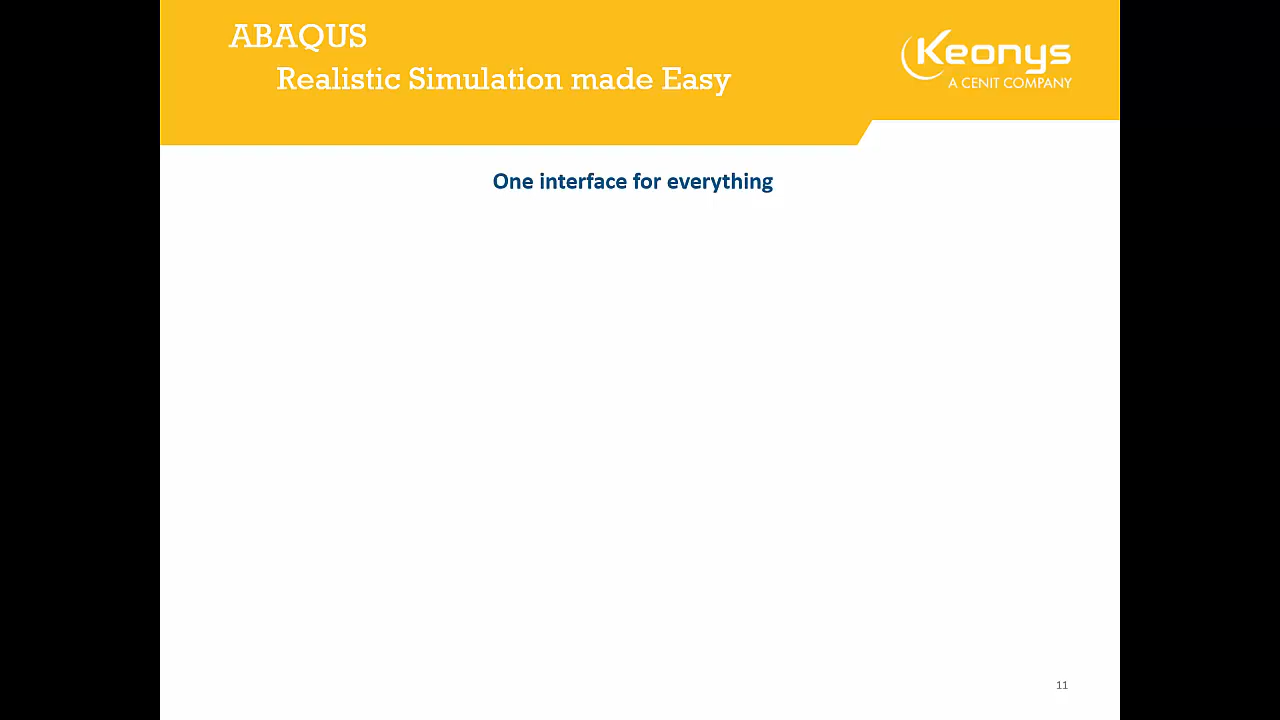 ABAQUS
Realistic Simulation made Easy
Keonys
A CENIT COMPANY
One interface for everything
11